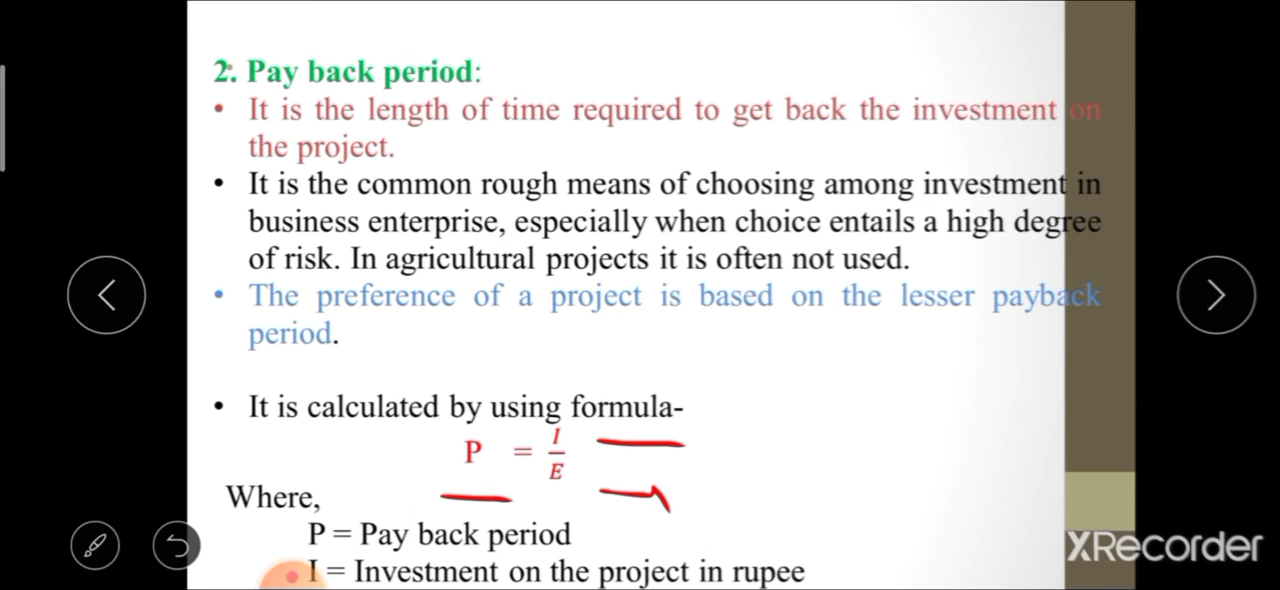 2. Pay back period:
• It is the length of time required to get back the investment on
the project.
• It is the common rough means of choosing among investment in
business enterprise, especially when choice entails a high degree
of risk. In agricultural projects it is often not used.
• The preference of a project is based on the lesser payback
period.
• It is calculated by using formula-
P = I/E
Where,
P = Pay back period
I = Investment on the project in rupee
XRecorder